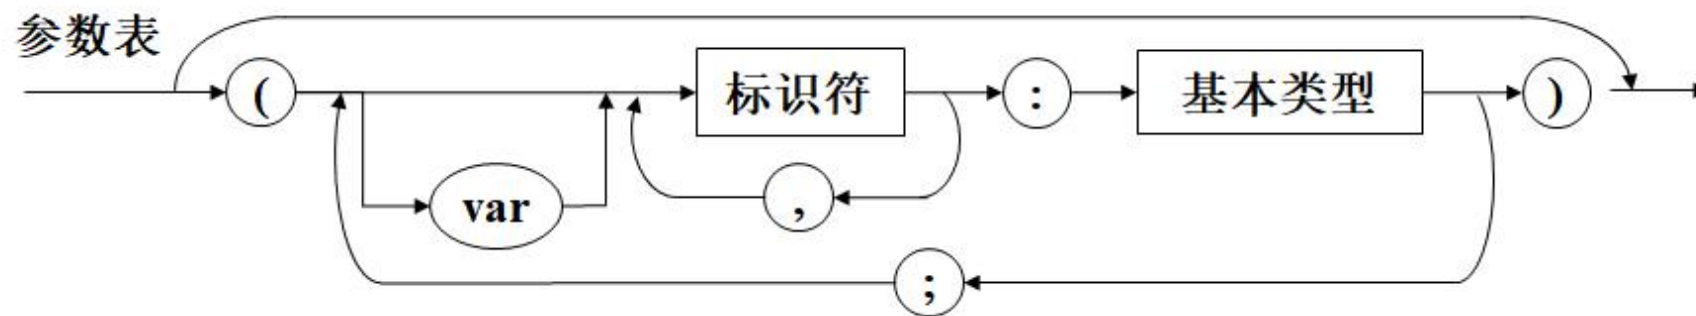 参数表
( 标识符 : 基本类型 )
var ,
;